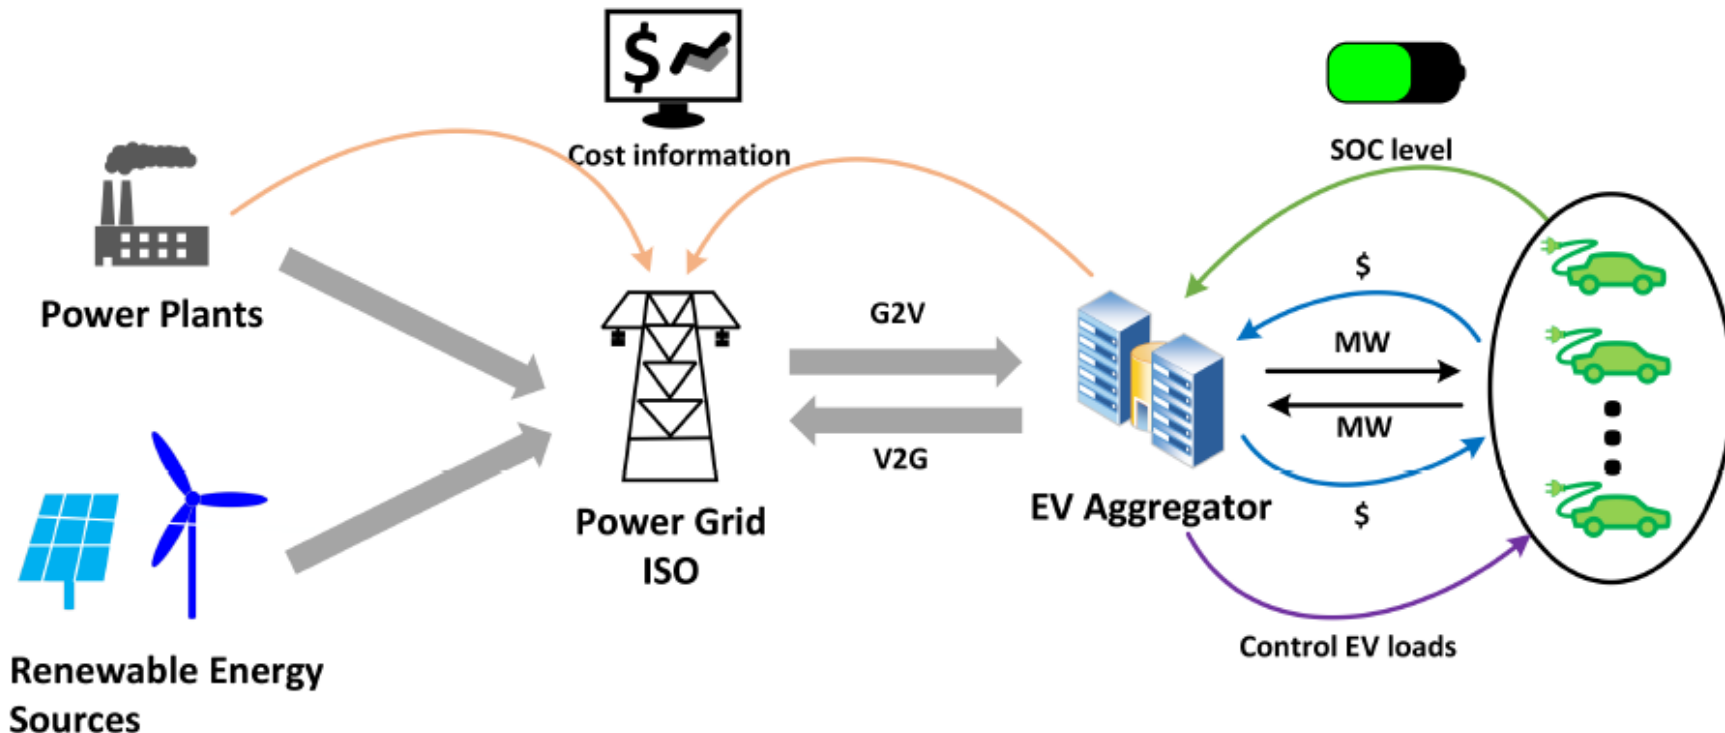 $
Cost information
SOC level
Power Plants
G2V
$
MW
MW
V2G
$
EV Aggregator
Power Grid
ISO
Control EV loads
Renewable Energy
Sources